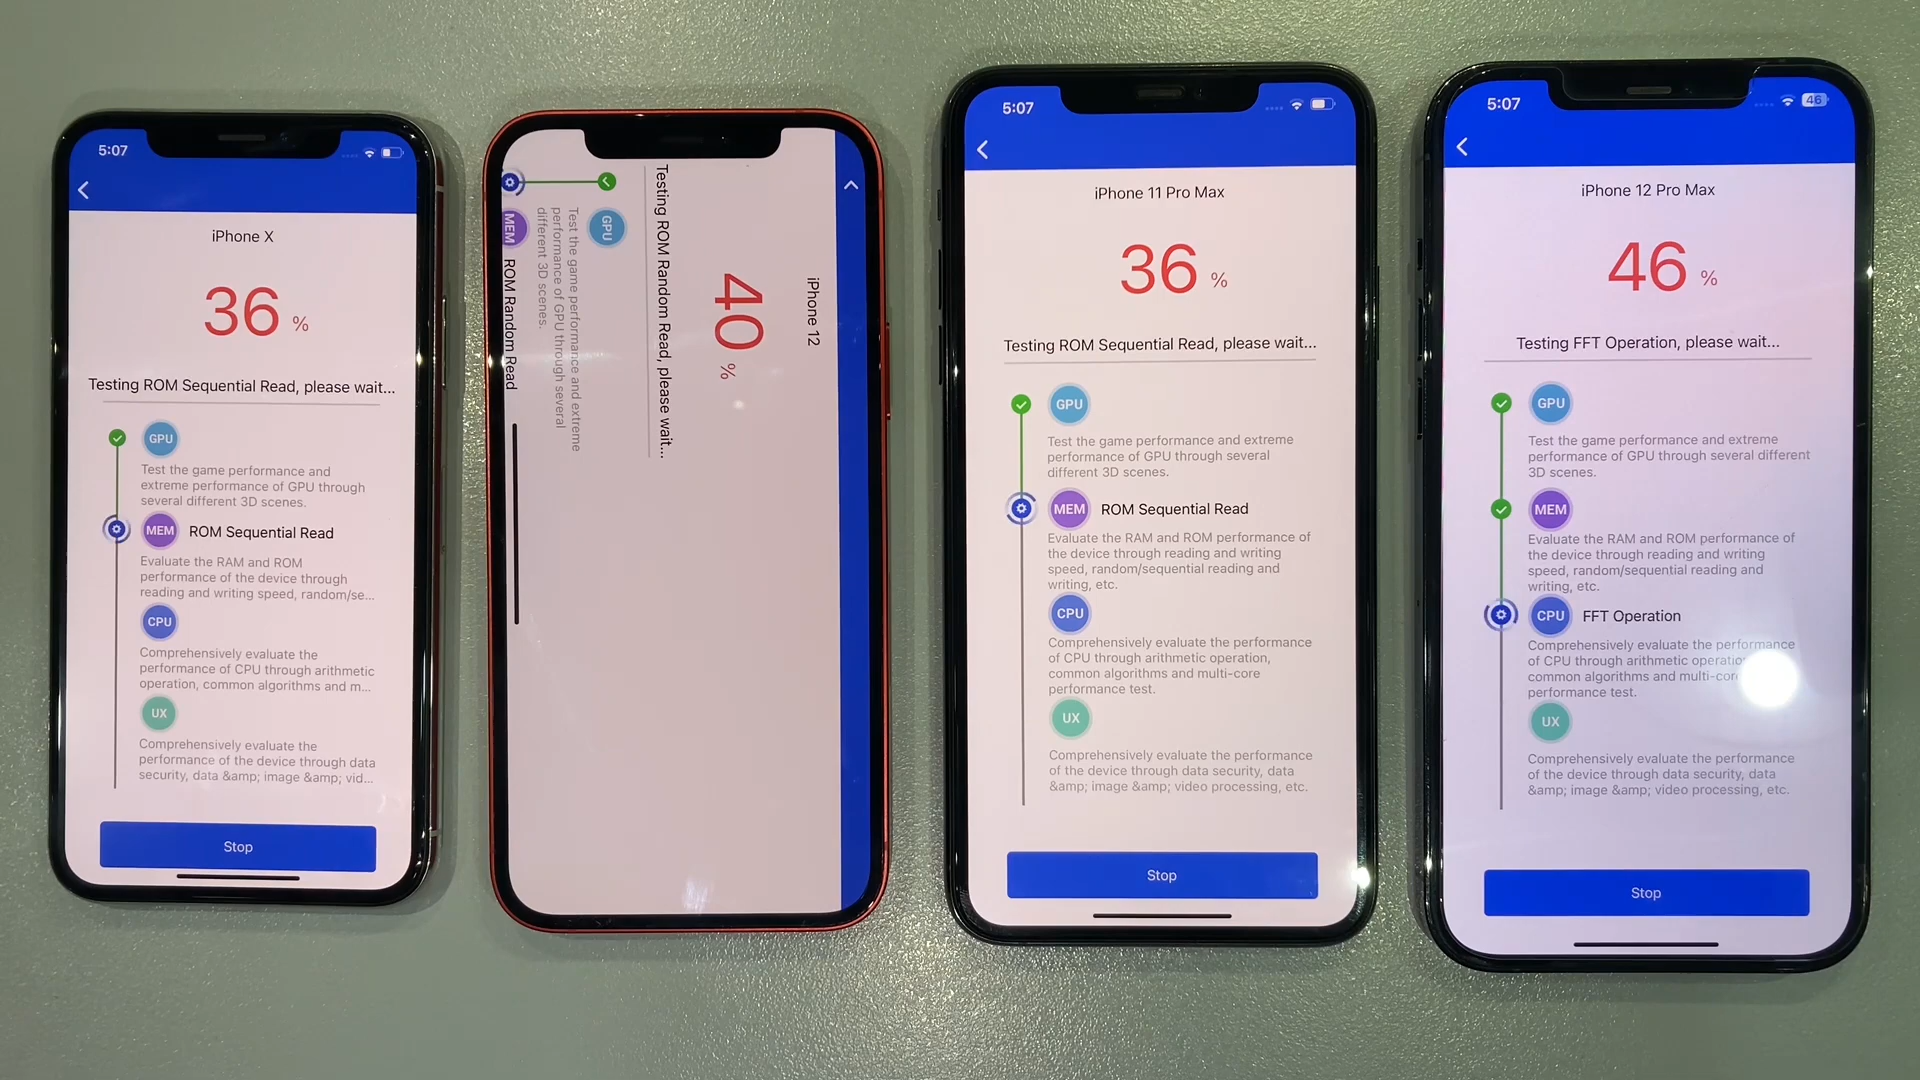 5:07
iPhone X
36 %
Testing ROM Sequential Read, please wait...
GPU
Test the game performance and
extreme performance of GPU through
several different 3D scenes.
MEM ROM Sequential Read
Evaluate the RAM and ROM
performance of the device through
reading and writing speed, random/se...
CPU
Comprehensively evaluate the
performance of CPU through arithmetic
operation, common algorithms and m...
UX
Comprehensively evaluate the
performance of the device through data
security, data &amp; image &amp; vid...
Stop
iPhone 12
40 %
Testing ROM Random Read, please wait...
GPU
Test the game performance and extreme
performance of GPU through several
different 3D scenes.
MEM ROM Random Read
5:07
iPhone 11 Pro Max
36 %
Testing ROM Sequential Read, please wait...
GPU
Test the game performance and extreme
performance of GPU through several
different 3D scenes.
MEM ROM Sequential Read
Evaluate the RAM and ROM performance of
the device through reading and writing
speed, random/sequential reading and
writing, etc.
CPU
Comprehensively evaluate the performance
of CPU through arithmetic operation,
common algorithms and multi-core
performance test.
UX
Comprehensively evaluate the performance
of the device through data security, data
&amp; image &amp; video processing, etc.
Stop
5:07 46
iPhone 12 Pro Max
46 %
Testing FFT Operation, please wait...
GPU
Test the game performance and extreme
performance of GPU through several different
3D scenes.
MEM
Evaluate the RAM and ROM performance of
the device through reading and writing
speed, random/sequential reading and
writing, etc.
CPU FFT Operation
Comprehensively evaluate the performance
of CPU through arithmetic operation
common algorithms and multi-core
performance test.
UX
Comprehensively evaluate the performance
of the device through data security, data
&amp; image &amp; video processing, etc.
Stop